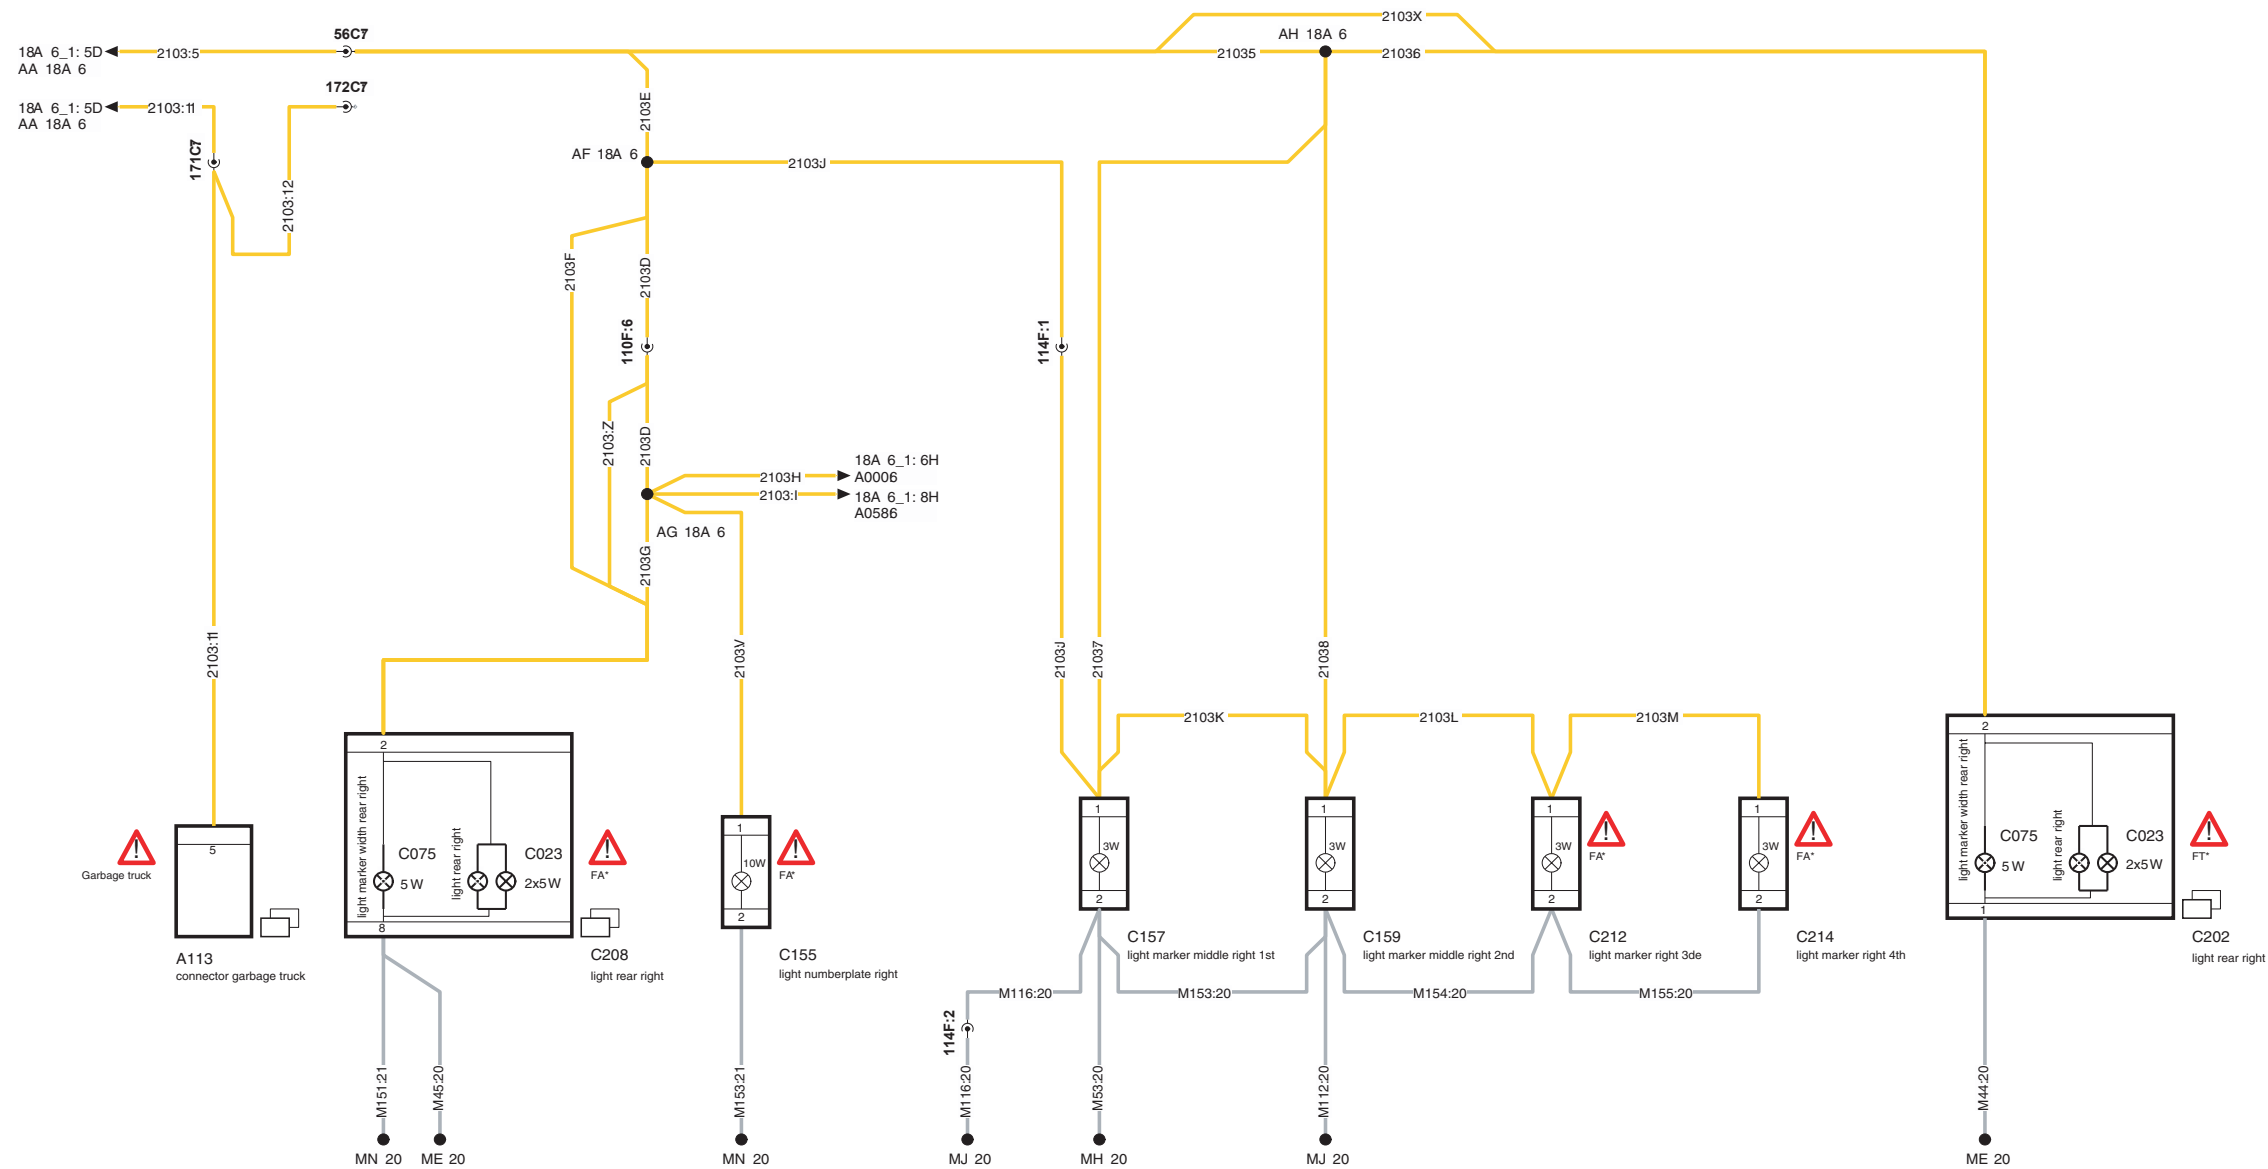 2103X
56C7
AH 18A 6
18A 6_1: 5D
2103:5
21035
21036
AA 18A 6
172C7
18A 6_1: 5D
2103:11
AA 18A 6
2103E
171C7
AF 18A 6
2103J
2103:12
2103F
2103D
110F:6
114F:1
2103:Z
2103D
18A 6_1: 6H
2103H
A0006
2103:I
18A 6_1: 8H
A0586
AG 18A 6
2103G
2103:11
2103V
2103J
21037
21038
2103K
2103L
2103M
2
light marker width rear right
light rear right
C075
5W
C023
2x5W
8
FA*
C208
light rear right
Garbage truck
5
A113
connector garbage truck
1
10W
2
FA*
C155
light numberplate right
1
3W
2
C157
light marker middle right 1st
1
3W
2
C159
light marker middle right 2nd
1
3W
2
FA*
C212
light marker right 3de
1
3W
2
FA*
C214
light marker right 4th
2
light marker width rear right
light rear right
C075
5W
C023
2x5W
1
FT*
C202
light rear right
M116:20
M153:20
M154:20
M155:20
114F:2
M151:21
M45:20
M153:21
M116:20
M53:20
M112:20
M44:20
MN 20
ME 20
MN 20
MJ 20
MH 20
MJ 20
ME 20